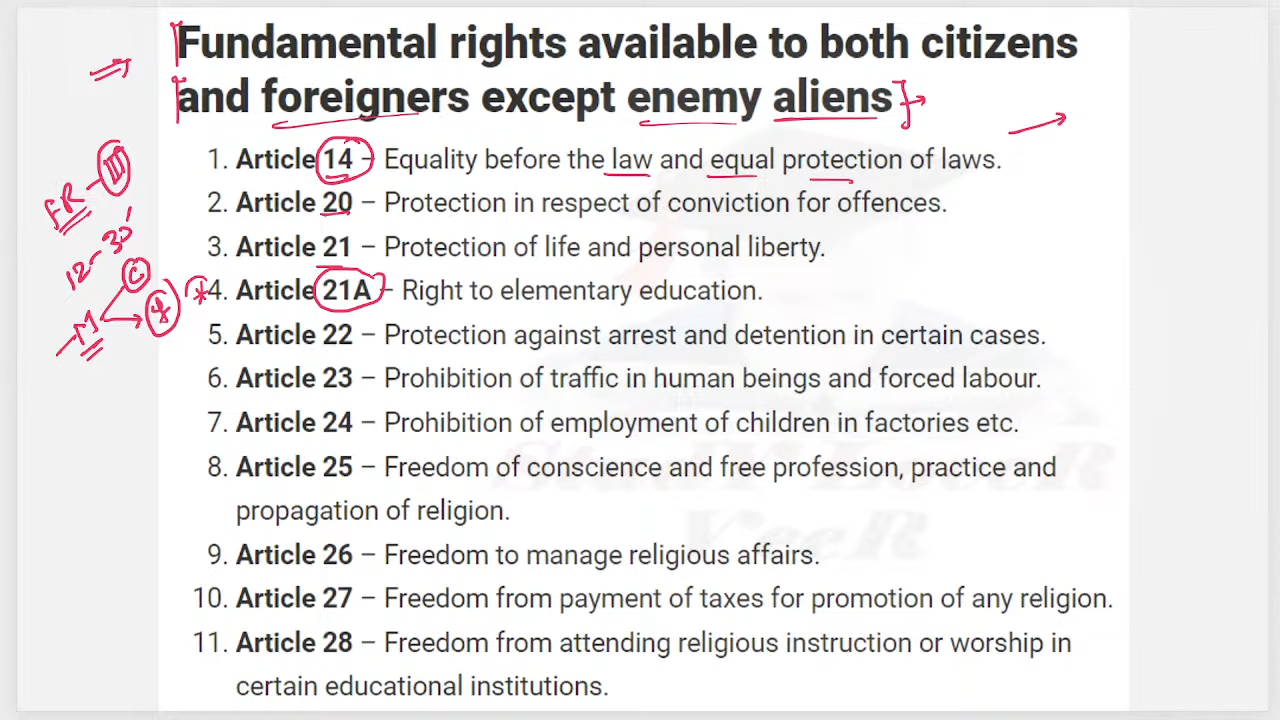 Fundamental rights available to both citizens
and foreigners except enemy aliens
1. Article 14 – Equality before the law and equal protection of laws.
2. Article 20 – Protection in respect of conviction for offences.
3. Article 21 – Protection of life and personal liberty.
4. Article 21A – Right to elementary education.
5. Article 22 – Protection against arrest and detention in certain cases.
6. Article 23 – Prohibition of traffic in human beings and forced labour.
7. Article 24 – Prohibition of employment of children in factories etc.
8. Article 25 – Freedom of conscience and free profession, practice and
propagation of religion.
9. Article 26 – Freedom to manage religious affairs.
10. Article 27 – Freedom from payment of taxes for promotion of any religion.
11. Article 28 – Freedom from attending religious instruction or worship in
certain educational institutions.
FR – III
12-
M
C
StudY LoveR
VeeR